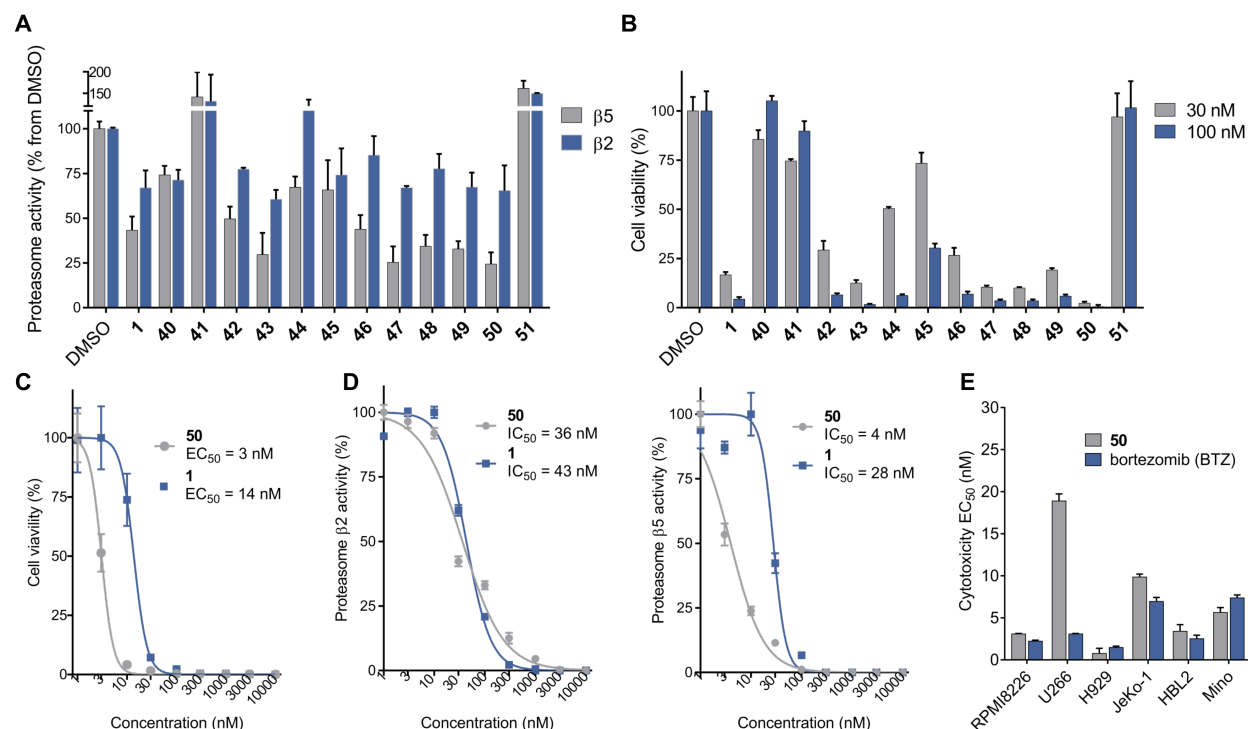 A
Proteasome activity (% from DMSO)
200
150
100
75
50
25
0
β5
β2
DMSO 1 40 41 42 43 44 45 46 47 48 49 50 51
B
Cell viability (%)
100
75
50
25
0
30 nM
100 nM
DMSO 1 40 41 42 43 44 45 46 47 48 49 50 51
C
Cell viavility (%)
100
75
50
25
0
50
EC50 = 3 nM
1
EC50 = 14 nM
1 3 10 30 100 300 1000 3000 10000
Concentration (nM)
D
Proteasome β2 activity (%)
100
75
50
25
0
50
IC50 = 36 nM
1
IC50 = 43 nM
1 3 10 30 100 300 1000 3000 10000
Concentration (nM)
Proteasome β5 activity (%)
100
75
50
25
0
50
IC50 = 4 nM
1
IC50 = 28 nM
1 3 10 30 100 300 1000 3000 10000
Concentration (nM)
E
Cytotoxicity EC50 (nM)
30
25
20
15
10
5
0
50
bortezomib (BTZ)
RPMI8226 U266 H929 JeKo-1 HBL2 Mino